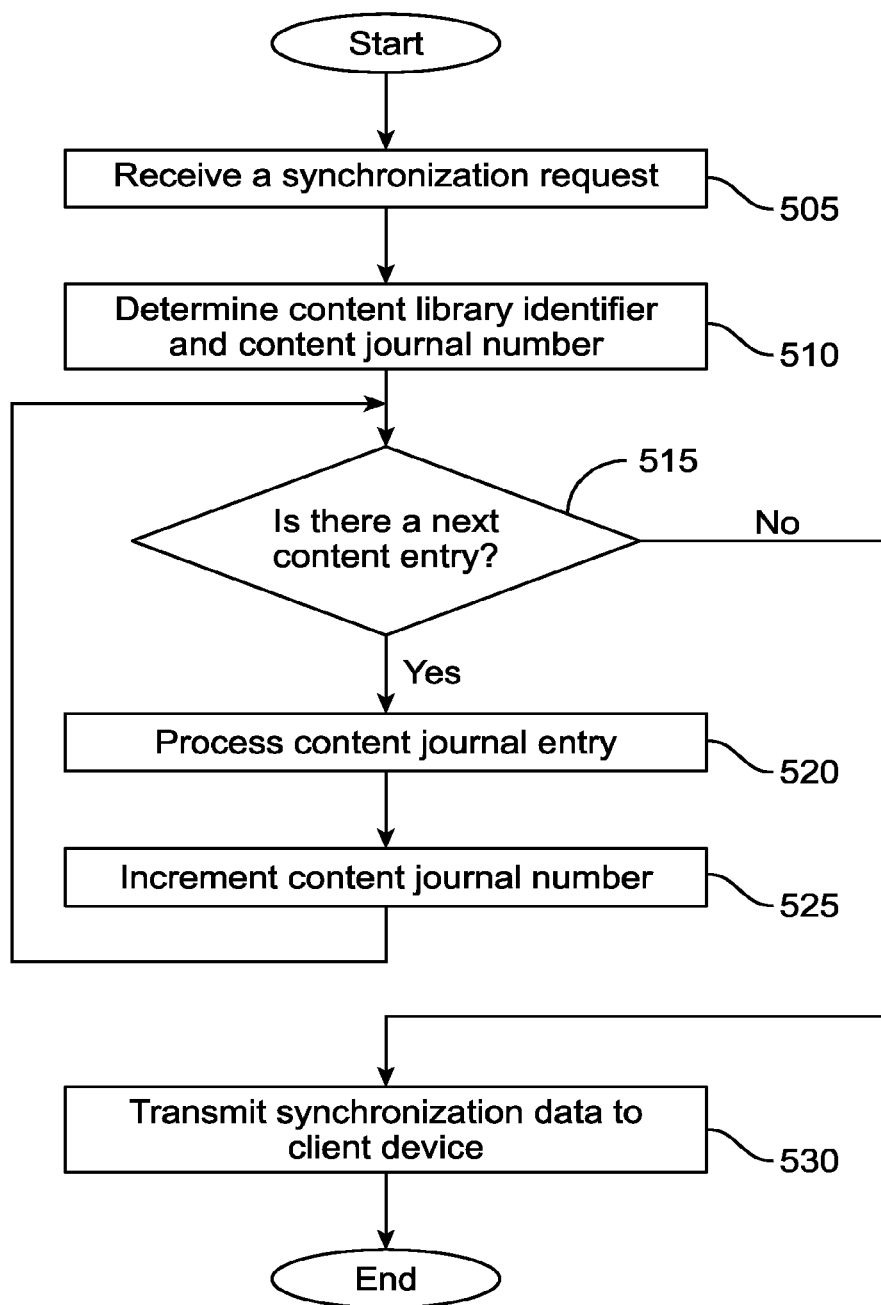 Start
Receive a synchronization request
505
Determine content library identifier
and content journal number
510
515
Is there a next
content entry?
No
Yes
Process content journal entry
520
Increment content journal number
525
Transmit synchronization data to
client device
530
End